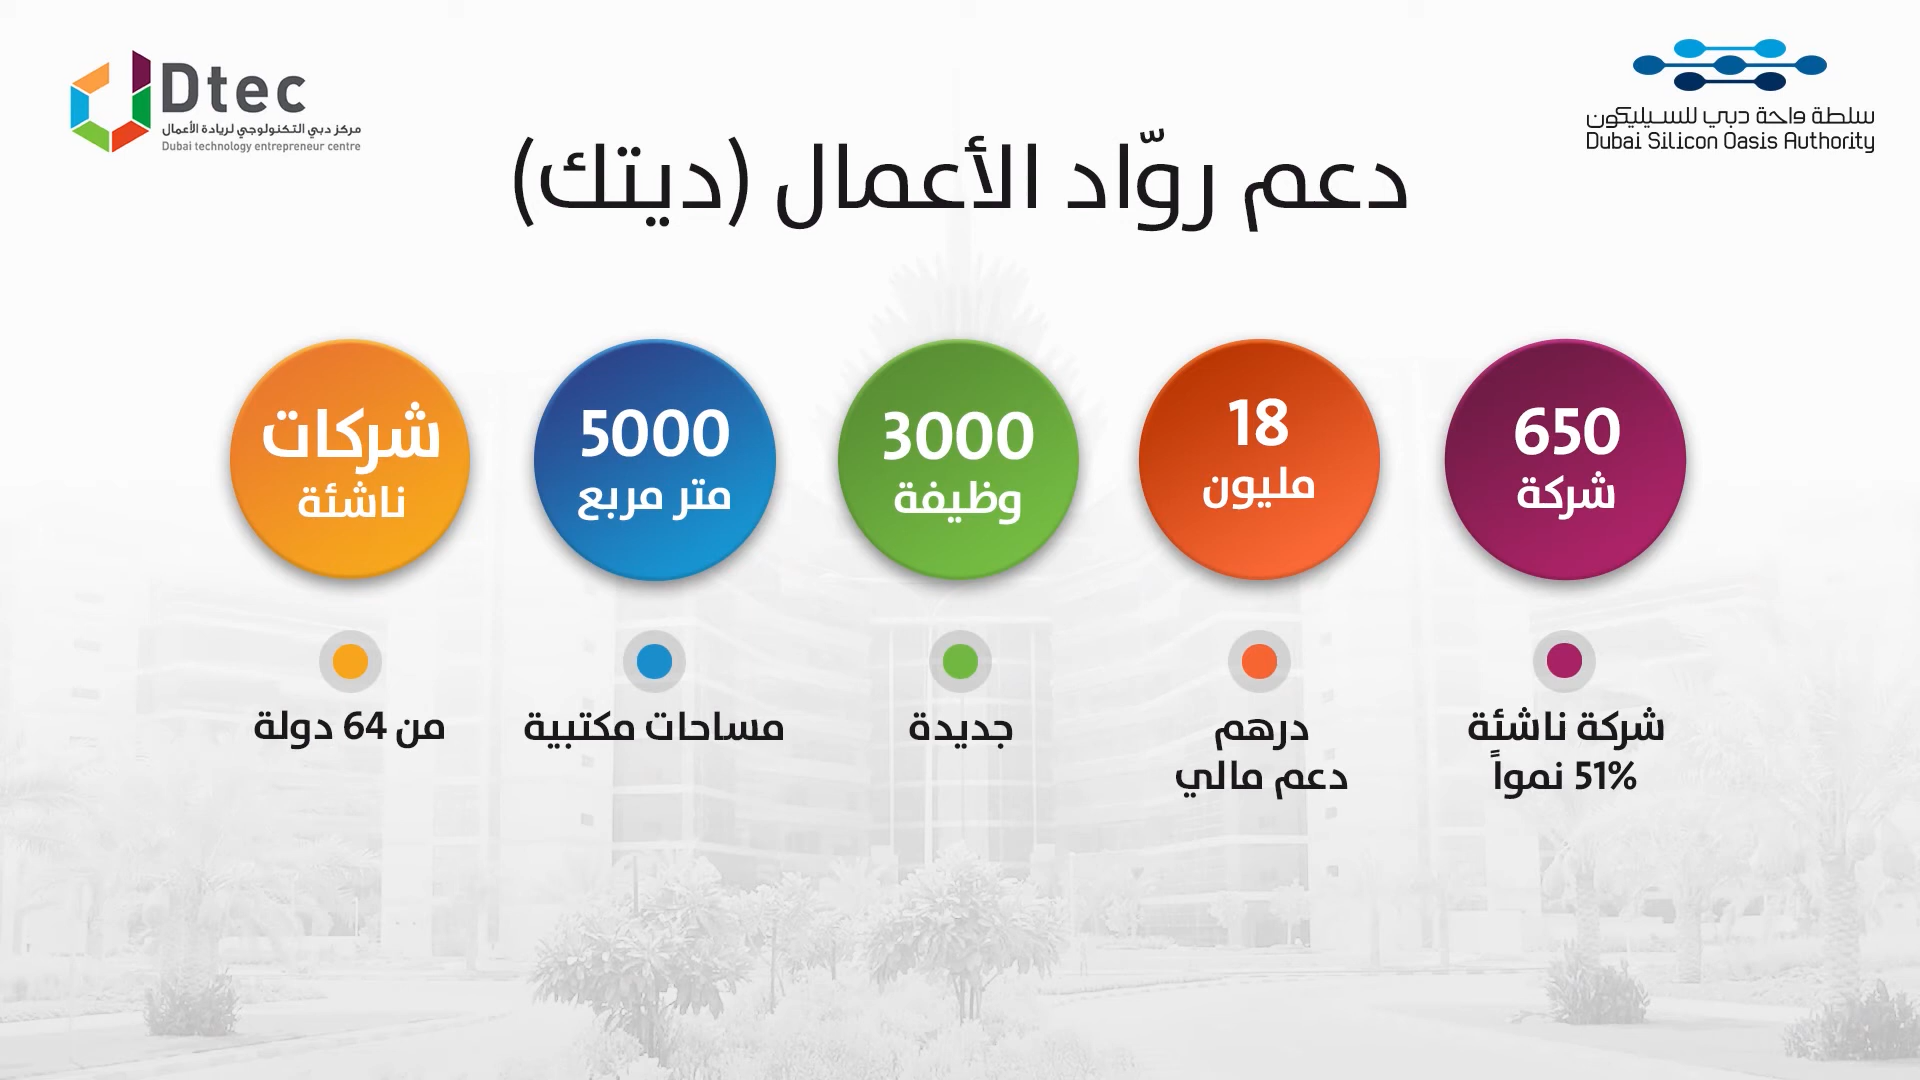 Dtec
مركز دبي التكنولوجي لريادة الأعمال
Dubai technology entrepreneur centre
سلطة واحة دبي للسيليكون
Dubai Silicon Oasis Authority
دعم روّاد الأعمال (ديتك)
650
شركة
شركة ناشئة
51% نمواً
18
مليون
درهم
دعم مالي
3000
وظيفة
جديدة
5000
متر مربع
مساحات مكتبية
شركات
ناشئة
من 64 دولة